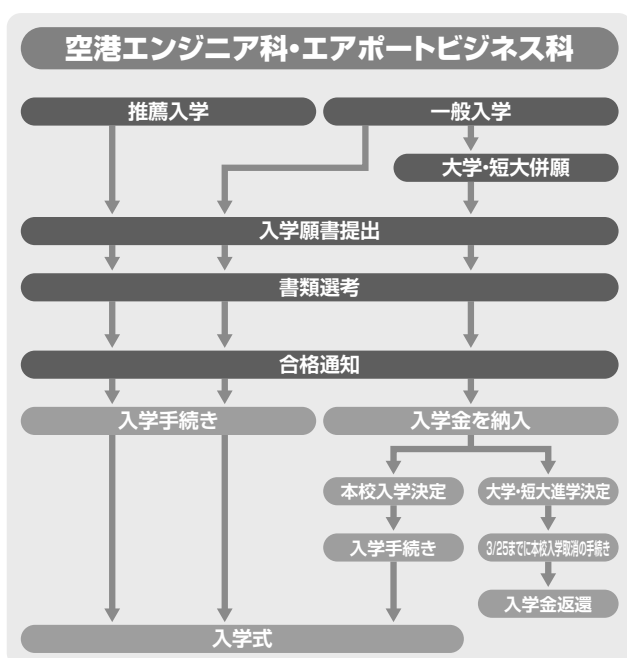 空港エンジニア科・エアポートビジネス科
推薦入学
一般入学
大学・短大併願
入学願書提出
書類選考
合格通知
入学手続き
入学金を納入
本校入学決定
大学・短大進学決定
入学手続き
3/25までに本校入学取消の手続き
入学金返還
入学式